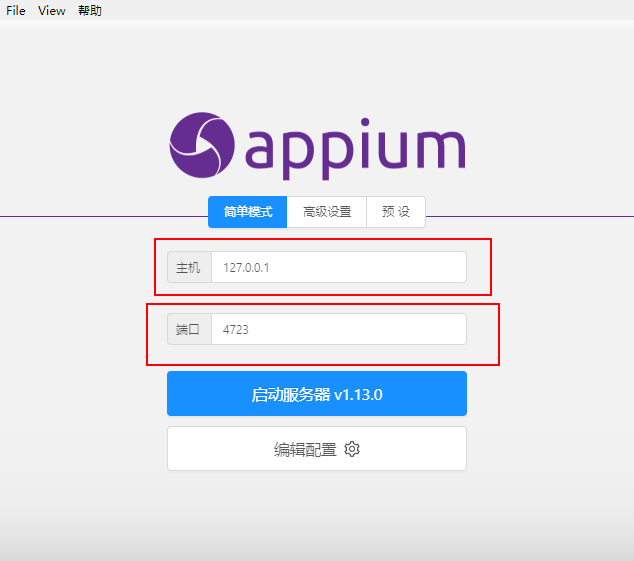 File View 帮助
appium
简单模式 高级设置 预 设
主机 127.0.0.1
端口 4723
启动服务器 v1.13.0
编辑配置